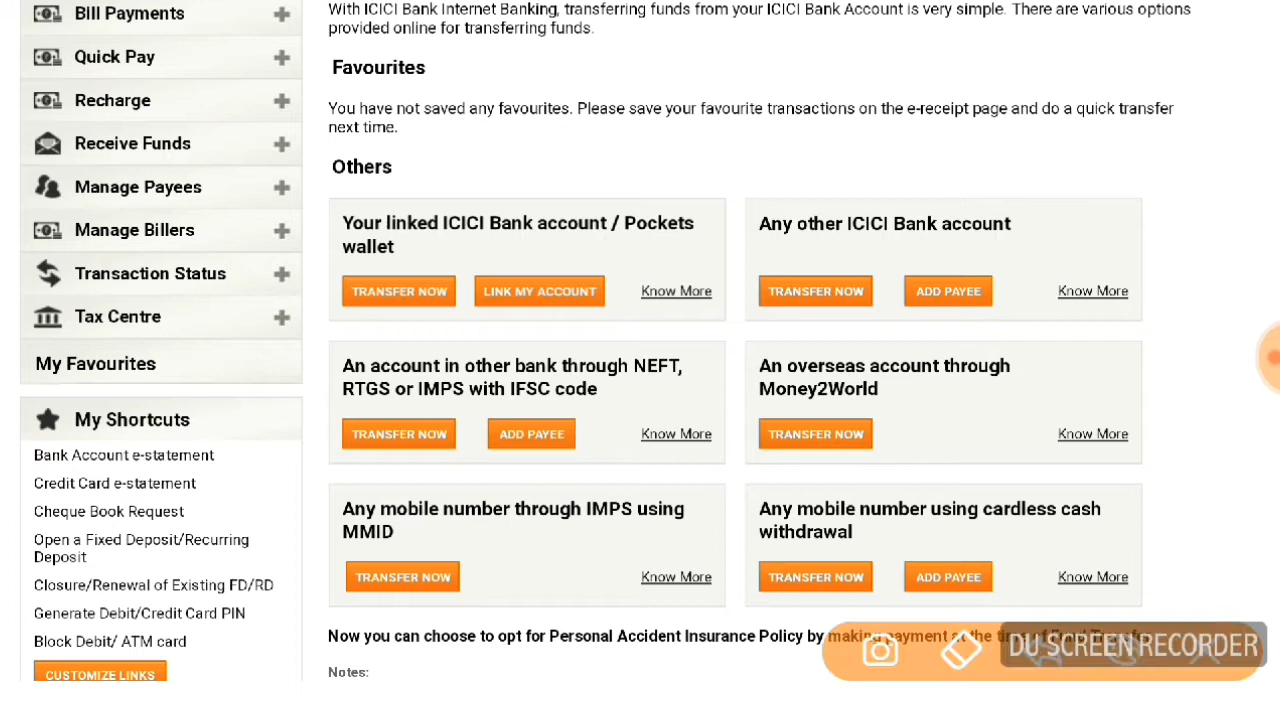 Bill Payments
Quick Pay
Recharge
Receive Funds
Manage Payees
Manage Billers
Transaction Status
Tax Centre
My Favourites
My Shortcuts
Bank Account e-statement
Credit Card e-statement
Cheque Book Request
Open a Fixed Deposit/Recurring
Deposit
Closure/Renewal of Existing FD/RD
Generate Debit/Credit Card PIN
Block Debit/ ATM card
CUSTOMIZE LINKS
With ICICI Bank Internet Banking, transferring funds from your ICICI Bank Account is very simple. There are various options
provided online for transferring funds.
Favourites
You have not saved any favourites. Please save your favourite transactions on the e-receipt page and do a quick transfer
next time.
Others
Your linked ICICI Bank account / Pockets
wallet
TRANSFER NOW LINK MY ACCOUNT Know More
Any other ICICI Bank account
TRANSFER NOW ADD PAYEE Know More
An account in other bank through NEFT,
RTGS or IMPS with IFSC code
TRANSFER NOW ADD PAYEE Know More
An overseas account through
Money2World
TRANSFER NOW Know More
Any mobile number through IMPS using
MMID
TRANSFER NOW Know More
Any mobile number using cardless cash
withdrawal
TRANSFER NOW ADD PAYEE Know More
Now you can choose to opt for Personal Accident Insurance Policy by making payment at the time of Fund
Notes:
DU SCREEN RECORDER